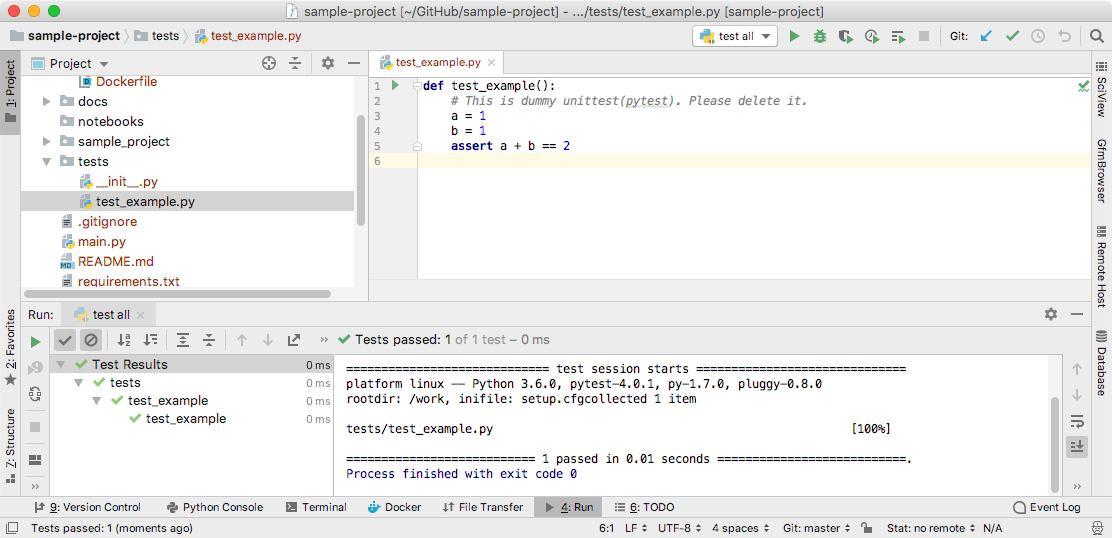 sample-project [~/GitHub/sample-project] - .../tests/test_example.py [sample-project]
sample-project tests test_example.py test all Git:
1: Project
2: Favorites
7: Structure
Project
Dockerfile
docs
notebooks
sample_project
tests
__init__.py
test_example.py
.gitignore
main.py
README.md
requirements.txt
test_example.py
1 def test_example():
2 # This is dummy unittest(pytest). Please delete it.
3 a = 1
4 b = 1
5 assert a + b == 2
6
SciView
GfmBrowser
Remote Host
Database
Run: test all
Tests passed: 1 of 1 test – 0 ms
Test Results 0 ms
tests 0 ms
test_example 0 ms
test_example 0 ms
============================= test session starts ==============================
platform linux -- Python 3.6.0, pytest-4.0.1, py-1.7.0, pluggy-0.8.0
rootdir: /work, inifile: setup.cfgcollected 1 item
tests/test_example.py [100%]
=========================== 1 passed in 0.01 seconds ===========================.
Process finished with exit code 0
9: Version Control Python Console Terminal Docker File Transfer 4: Run 6: TODO Event Log
Tests passed: 1 (moments ago) 6:1 LF UTF-8 4 spaces Git: master Stat: no remote N/A